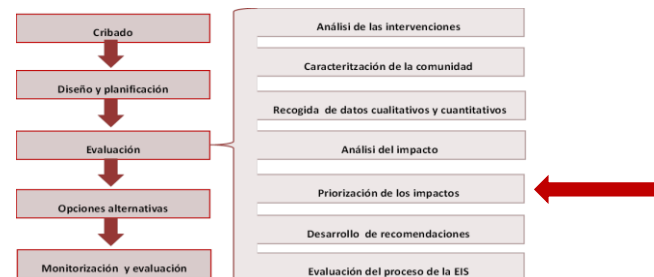 Cribado
Diseño y planificación
Evaluación
Opciones alternativas
Monitorización y evaluación
Análisi de las intervenciones
Caracteritzación de la comunidad
Recogida de datos cualitativos y cuantitativos
Análisi del impacto
Priorización de los impactos
Desarrollo de recomendaciones
Evaluación del proceso de la EIS